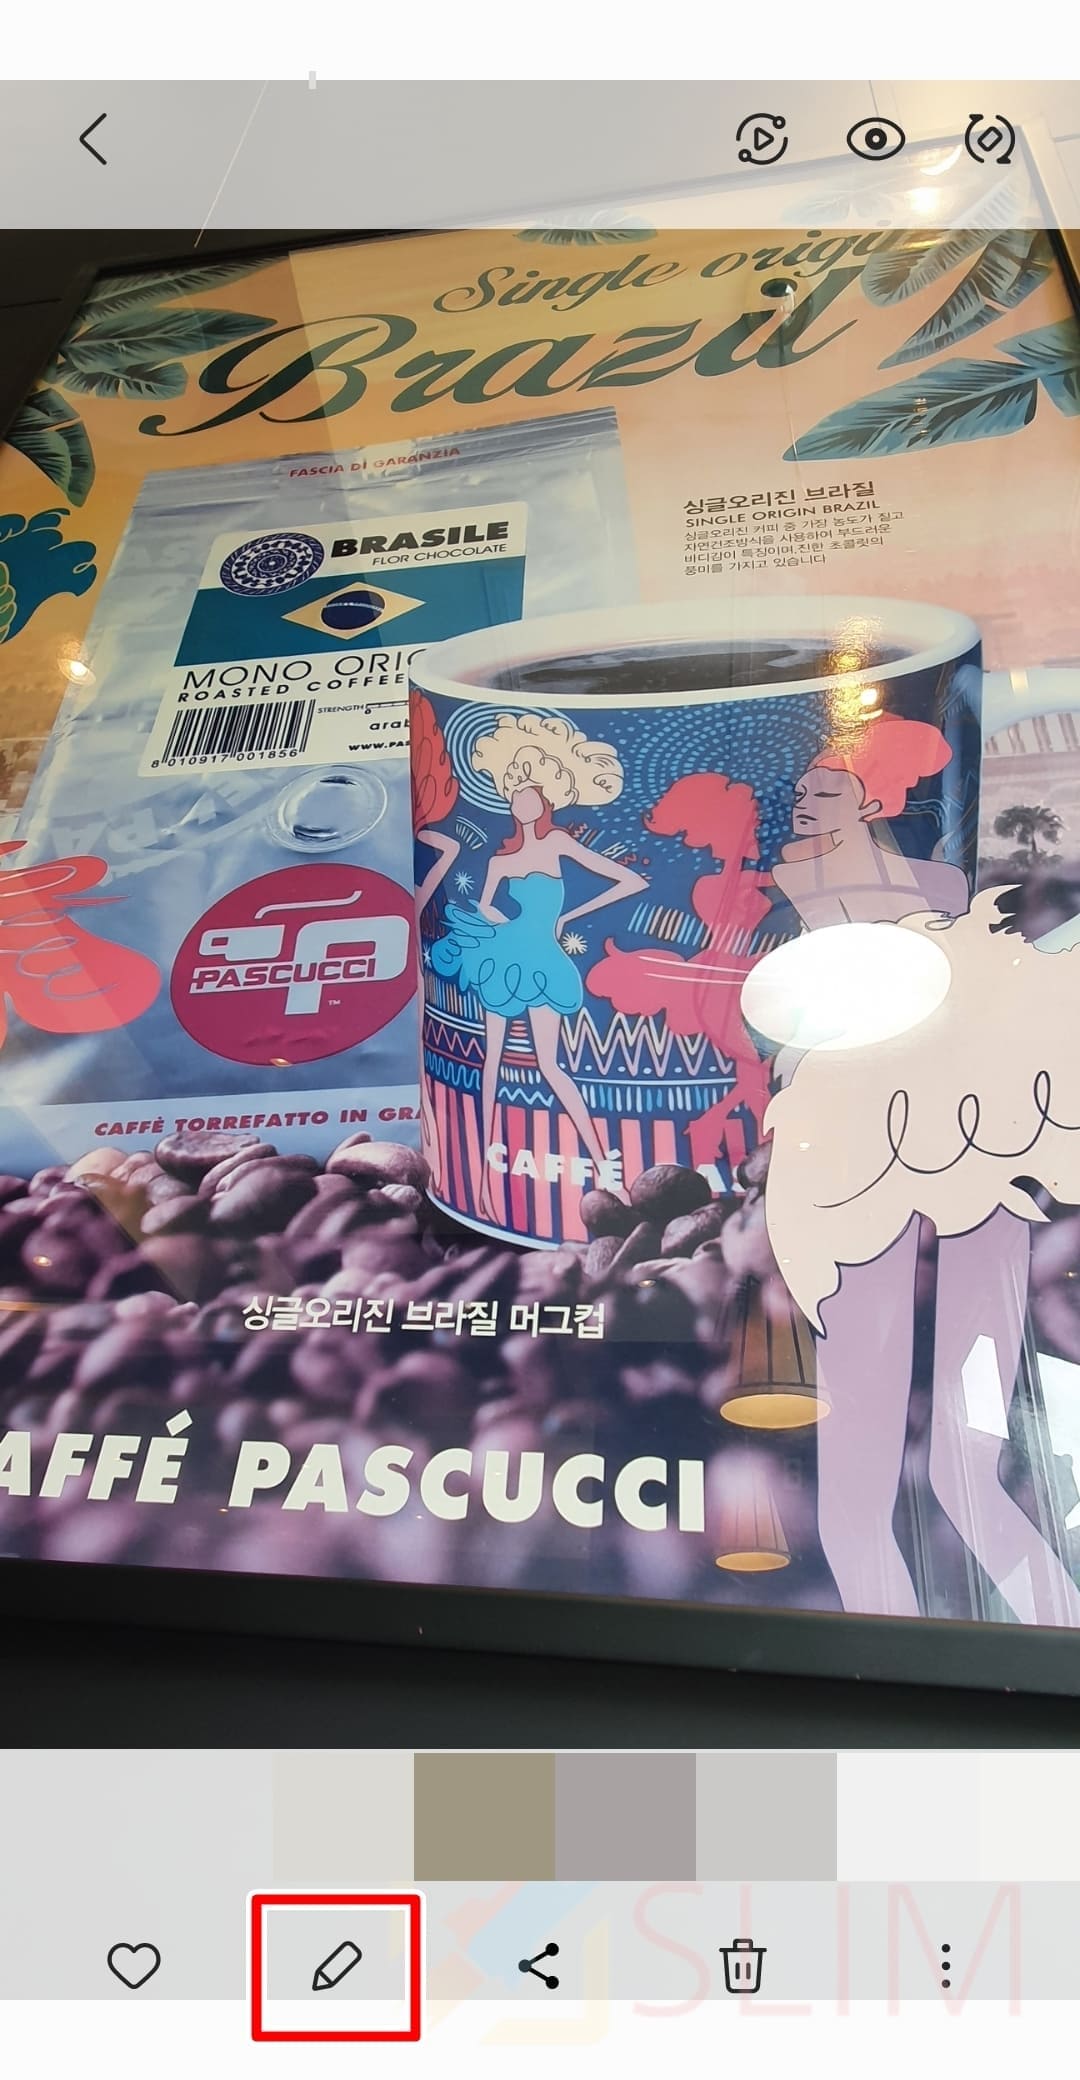 Single origi
Brazil
FASCIA DI GARANZIA
BRASILE
FLOR CHOCOLATE
싱글오리진 브라질
SINGLE ORIGIN BRAZIL
싱글오리진 커피 중 가장 농도가 짙고
자연건조방식을 사용하여 부드러운
바디감이 특징이며,진한 초콜릿의
풍미를 가지고 있습니다
MONO ORIG
ROASTED COFFEE
STRENGTH
arab
www.PAS
8 010917 001856
PASCUCCI
TM
CAFFÈ TORREFATTO IN GRA
CAFFÉ
싱글오리진 브라질 머그컵
AFFÉ PASCUCCI
SLIM